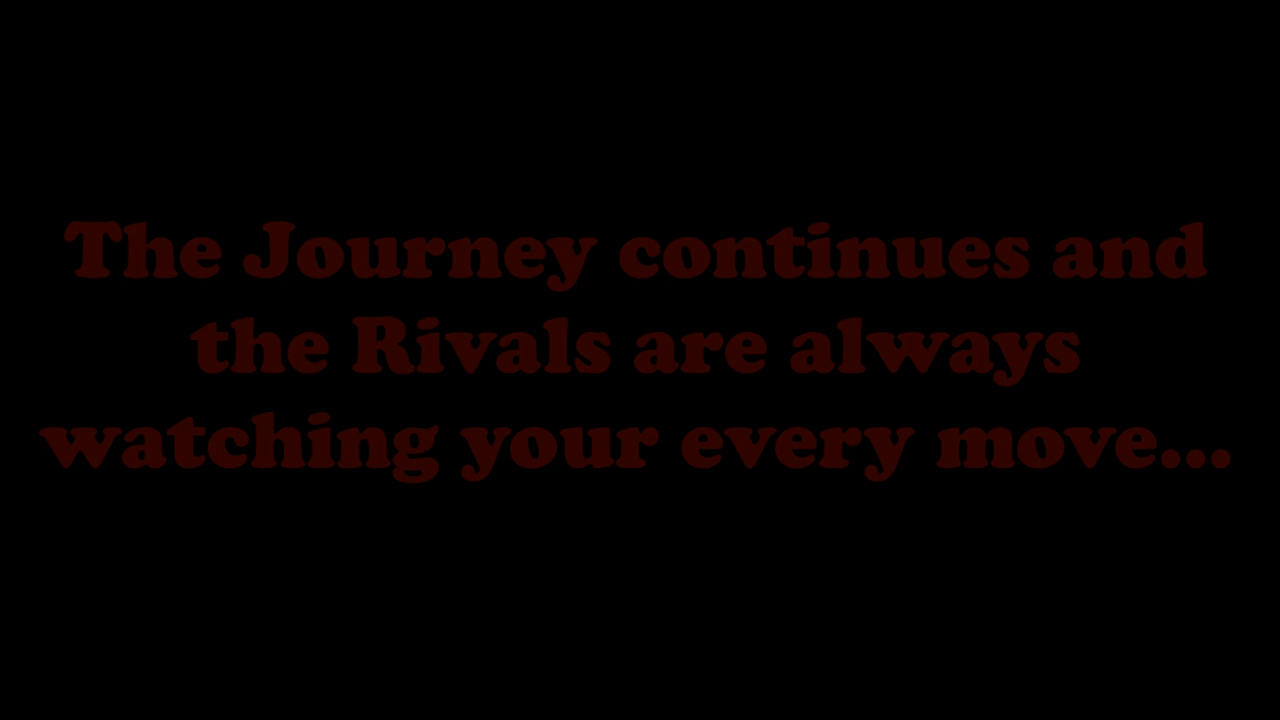 The Journey continues and
the Rivals are always
watching your every move...